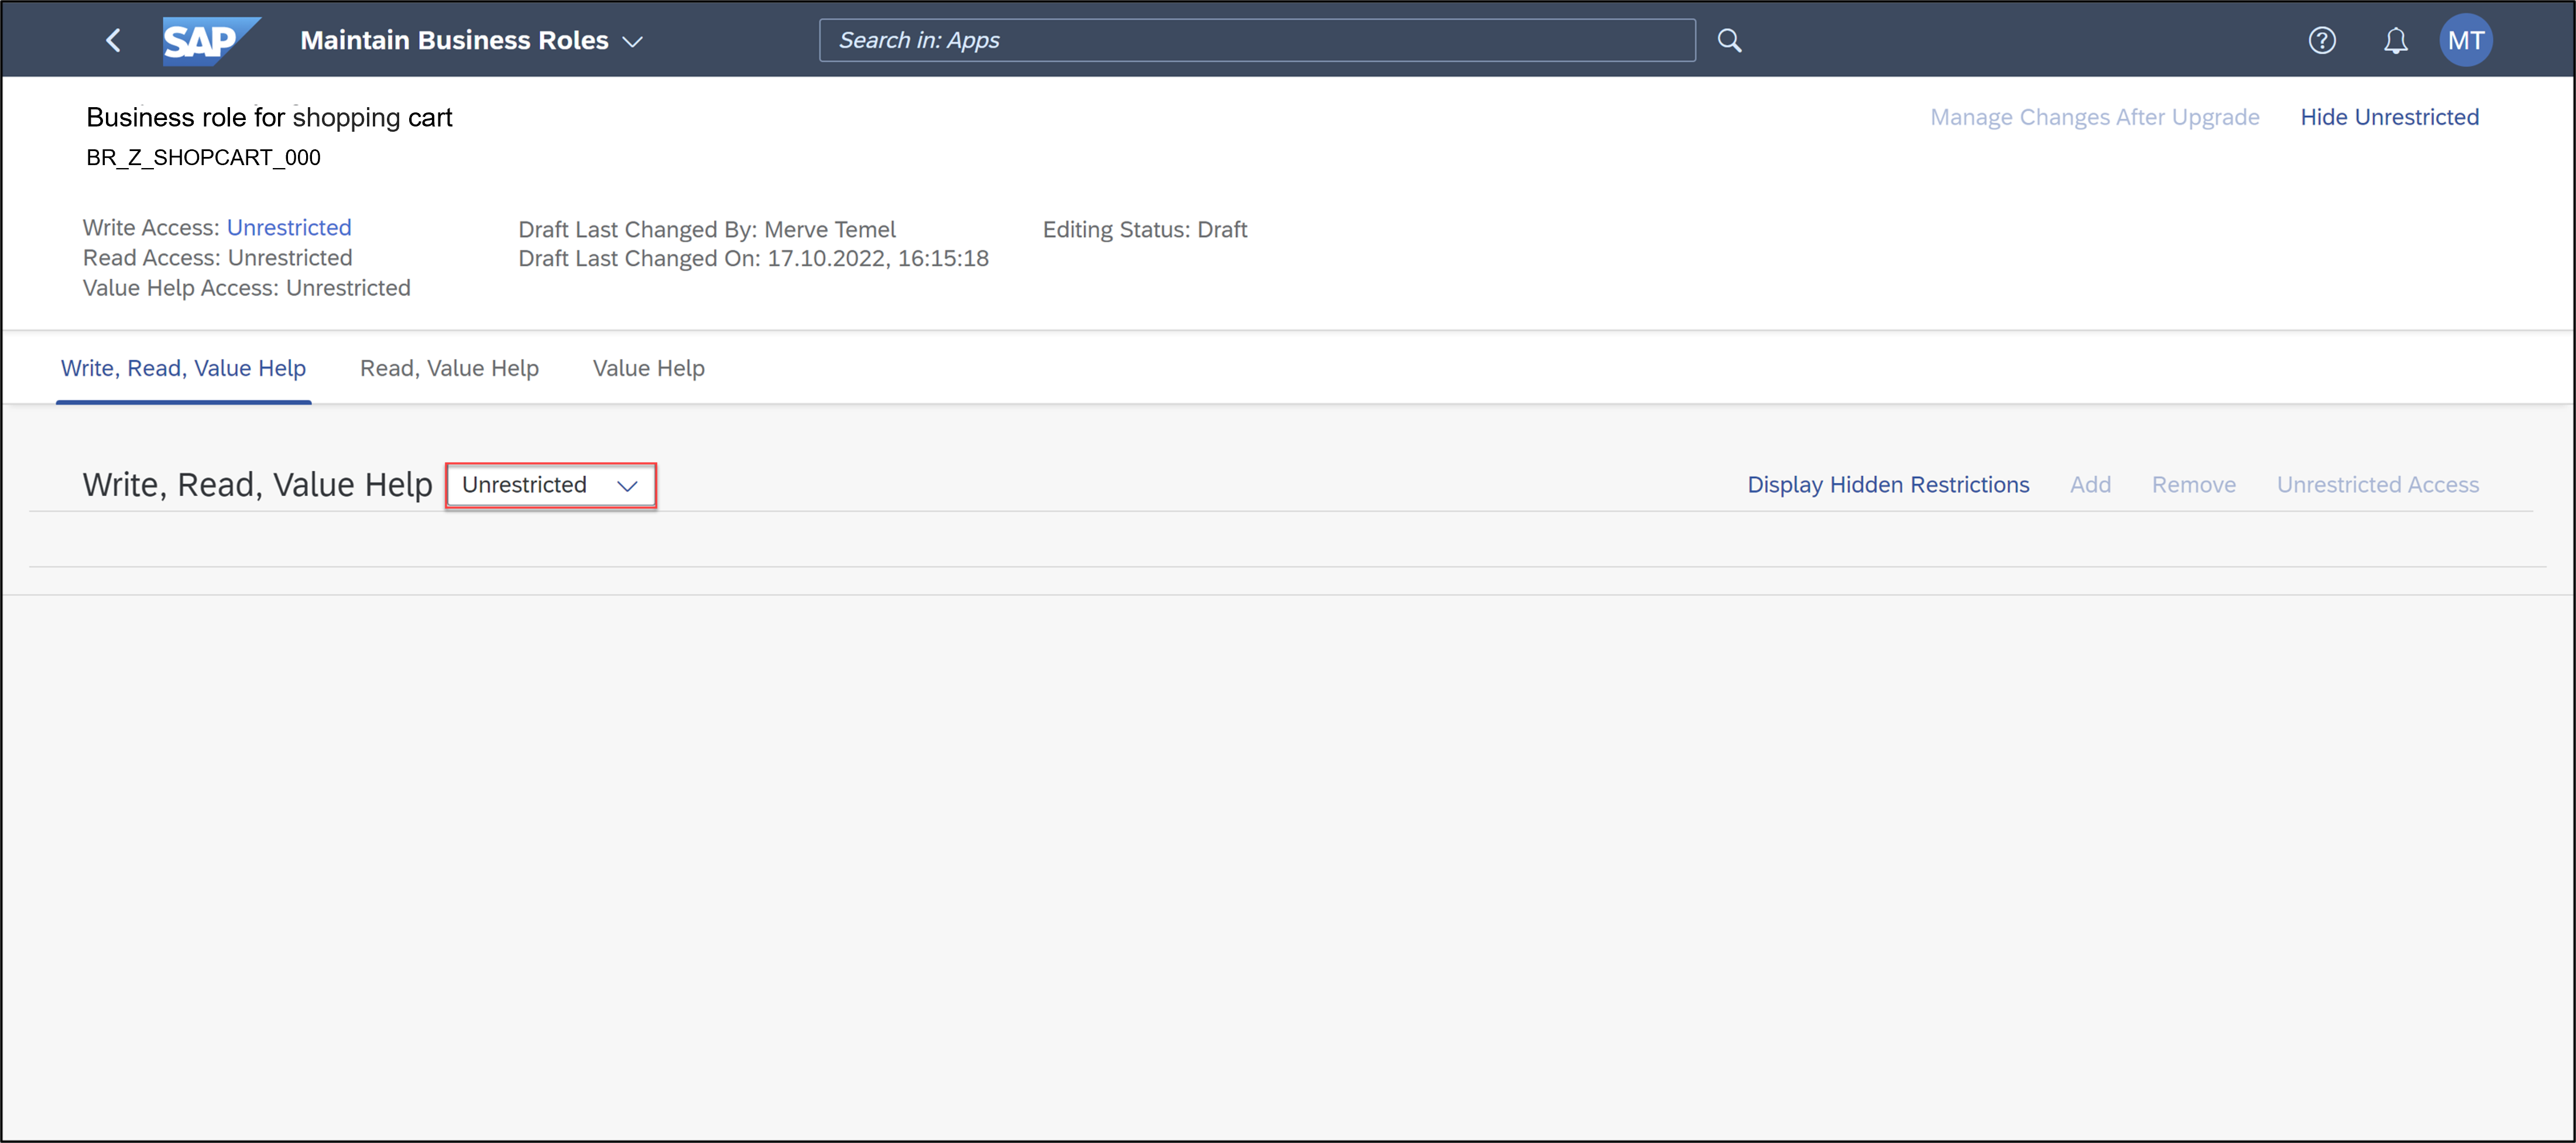 SAP Maintain Business Roles Search in: Apps ? MT
Business role for shopping cart Manage Changes After Upgrade Hide Unrestricted
BR_Z_SHOPCART_000
Write Access: Unrestricted Draft Last Changed By: Merve Temel Editing Status: Draft
Read Access: Unrestricted Draft Last Changed On: 17.10.2022, 16:15:18
Value Help Access: Unrestricted
Write, Read, Value Help Read, Value Help Value Help
Write, Read, Value Help Unrestricted Display Hidden Restrictions Add Remove Unrestricted Access